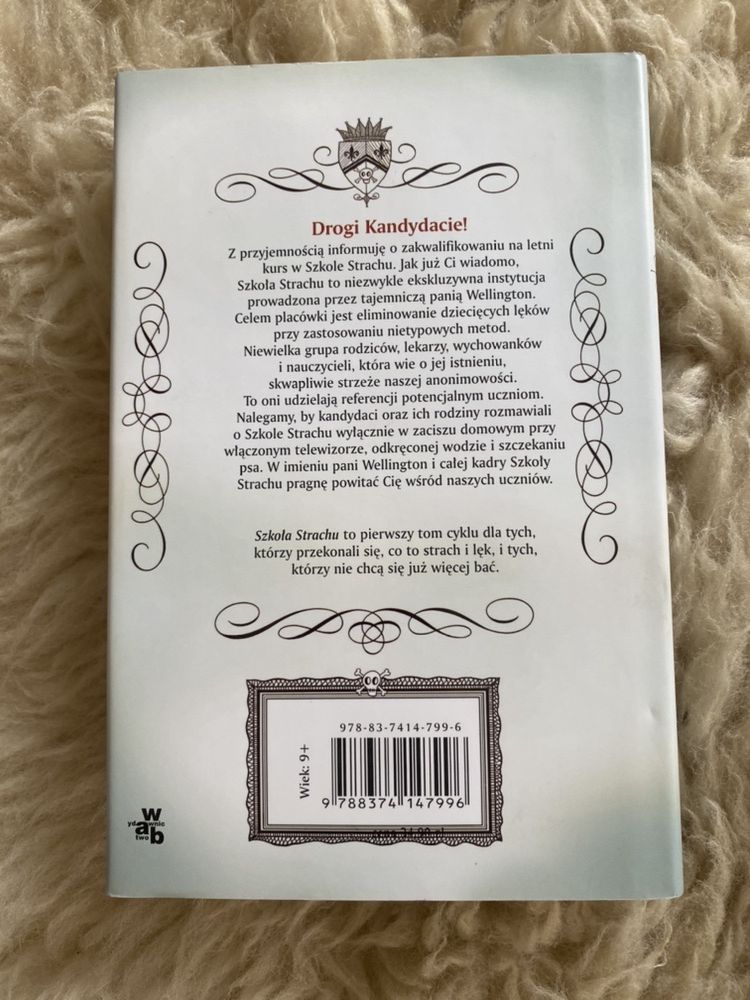 Drogi Kandydacie!
Z przyjemnością informuję o zakwalifikowaniu na letni
kurs w Szkole Strachu. Jak już Ci wiadomo,
Szkoła Strachu to niezwykle ekskluzywna instytucja
prowadzona przez tajemniczą panią Wellington.
Celem placówki jest eliminowanie dziecięcych lęków
przy zastosowaniu nietypowych metod.
Niewielka grupa rodziców, lekarzy, wychowanków
i nauczycieli, która wie o jej istnieniu,
skwapliwie strzeże naszej anonimowości.
To oni udzielają referencji potencjalnym uczniom.
Nalegamy, by kandydaci oraz ich rodziny rozmawiali
o Szkole Strachu wyłącznie w zaciszu domowym przy
włączonym telewizorze, odkręconej wodzie i szczekaniu
psa. W imieniu pani Wellington i całej kadry Szkoły
Strachu pragnę powitać Cię wśród naszych uczniów.
Szkoła Strachu to pierwszy tom cyklu dla tych,
którzy przekonali się, co to strach i lęk, i tych,
którzy nie chcą się już więcej bać.
978-83-7414-799-6
Wiek: 9+
9 788374 147996
w
ydawnic
a
two
b